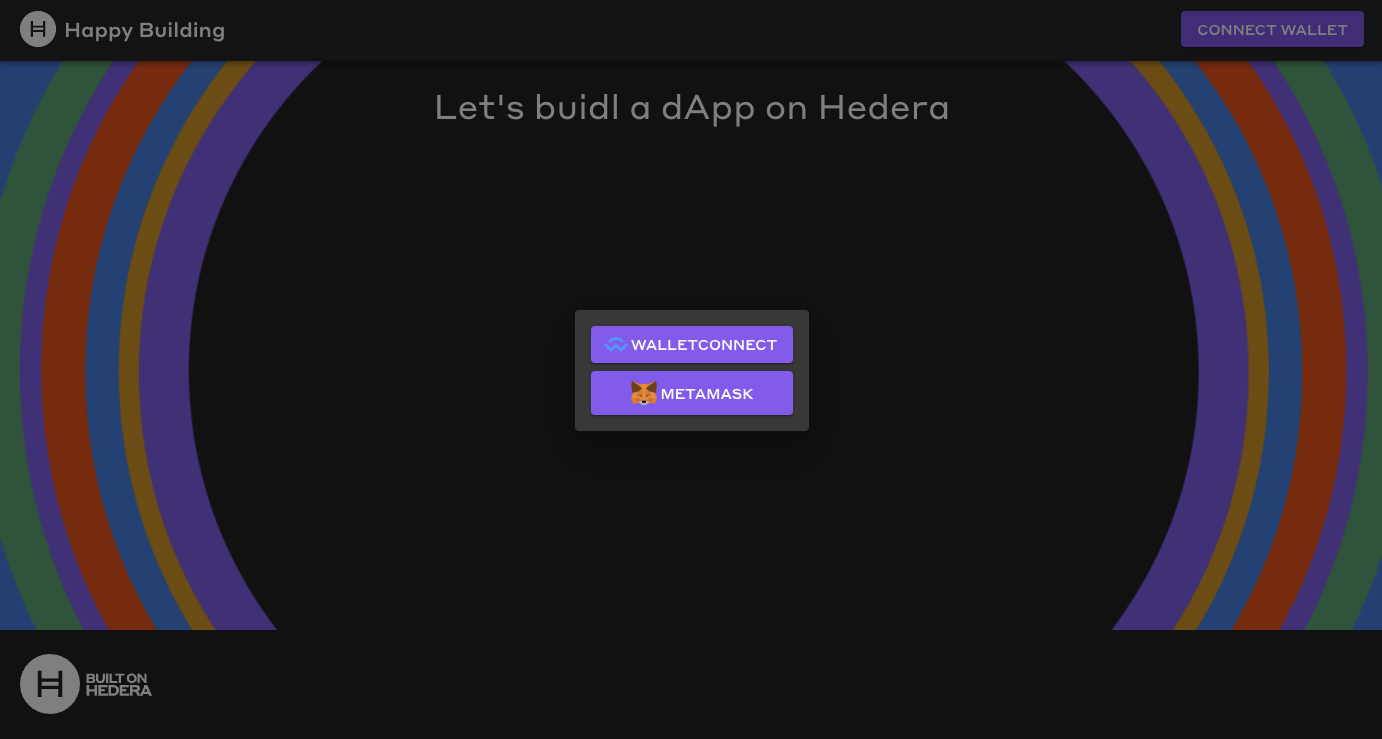 Happy Building
CONNECT WALLET
Let's buidl a dApp on Hedera
WALLETCONNECT
METAMASK
BUILT ON
HEDERA